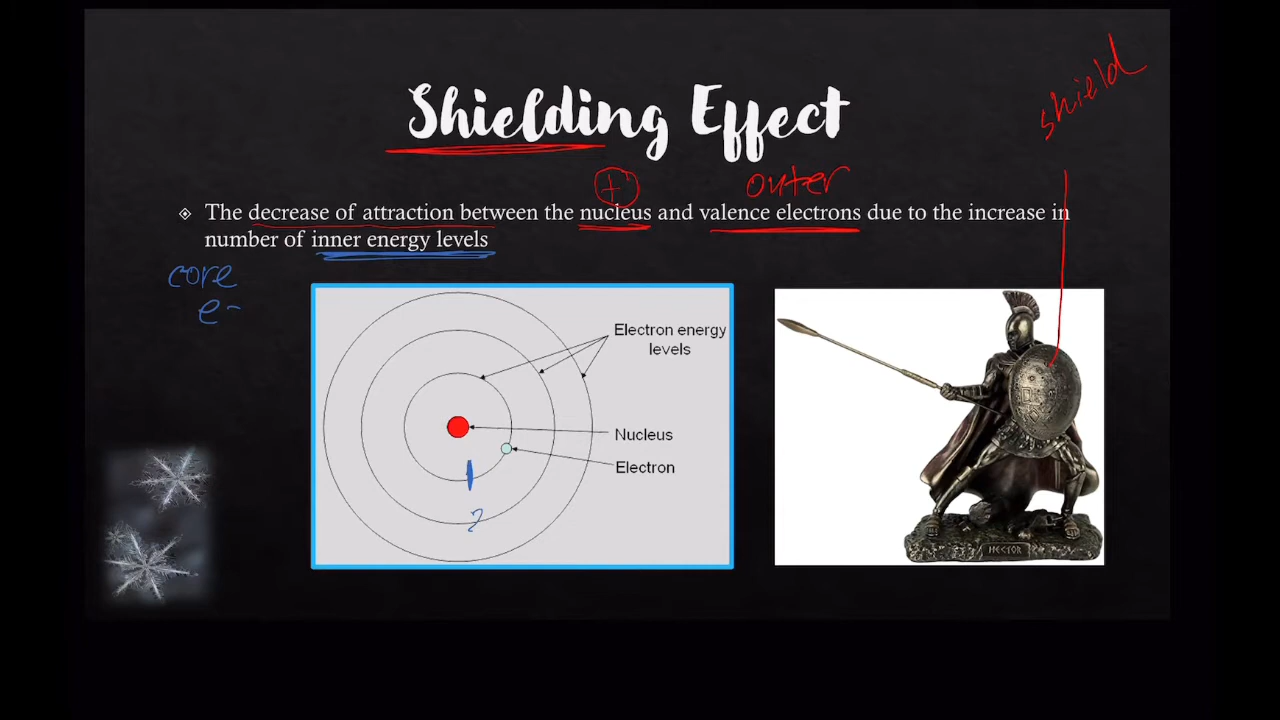 shield
Shielding Effect
+ outer
The decrease of attraction between the nucleus and valence electrons due to the increase in
number of inner energy levels
core
e-
Electron energy
levels
Nucleus
Electron
1
2
HECTOR